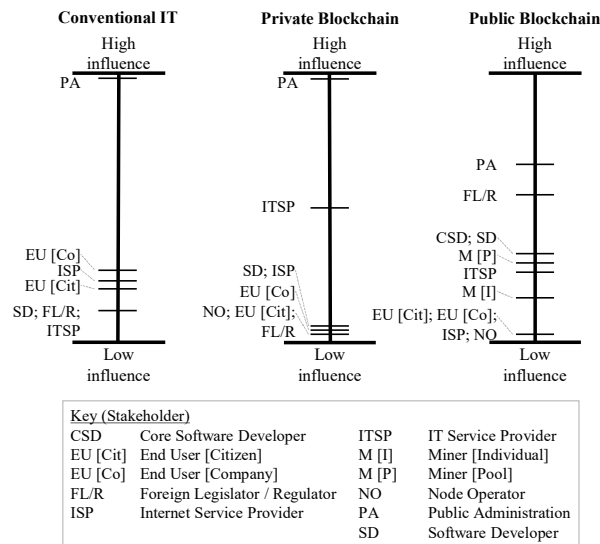 Conventional IT
High
influence
PA
EU [Co]
ISP
EU [Cit]
SD; FL/R;
ITSP
Low
influence
Private Blockchain
High
influence
PA
ITSP
SD; ISP
EU [Co]
NO; EU [Cit];
FL/R
Low
influence
Public Blockchain
High
influence
PA
FL/R
CSD; SD
M [P]
ITSP
M [I]
EU [Cit]; EU [Co];
ISP; NO
Low
influence
Key (Stakeholder)
CSD Core Software Developer
EU [Cit] End User [Citizen]
EU [Co] End User [Company]
FL/R Foreign Legislator / Regulator
ISP Internet Service Provider
ITSP IT Service Provider
M [I] Miner [Individual]
M [P] Miner [Pool]
NO Node Operator
PA Public Administration
SD Software Developer